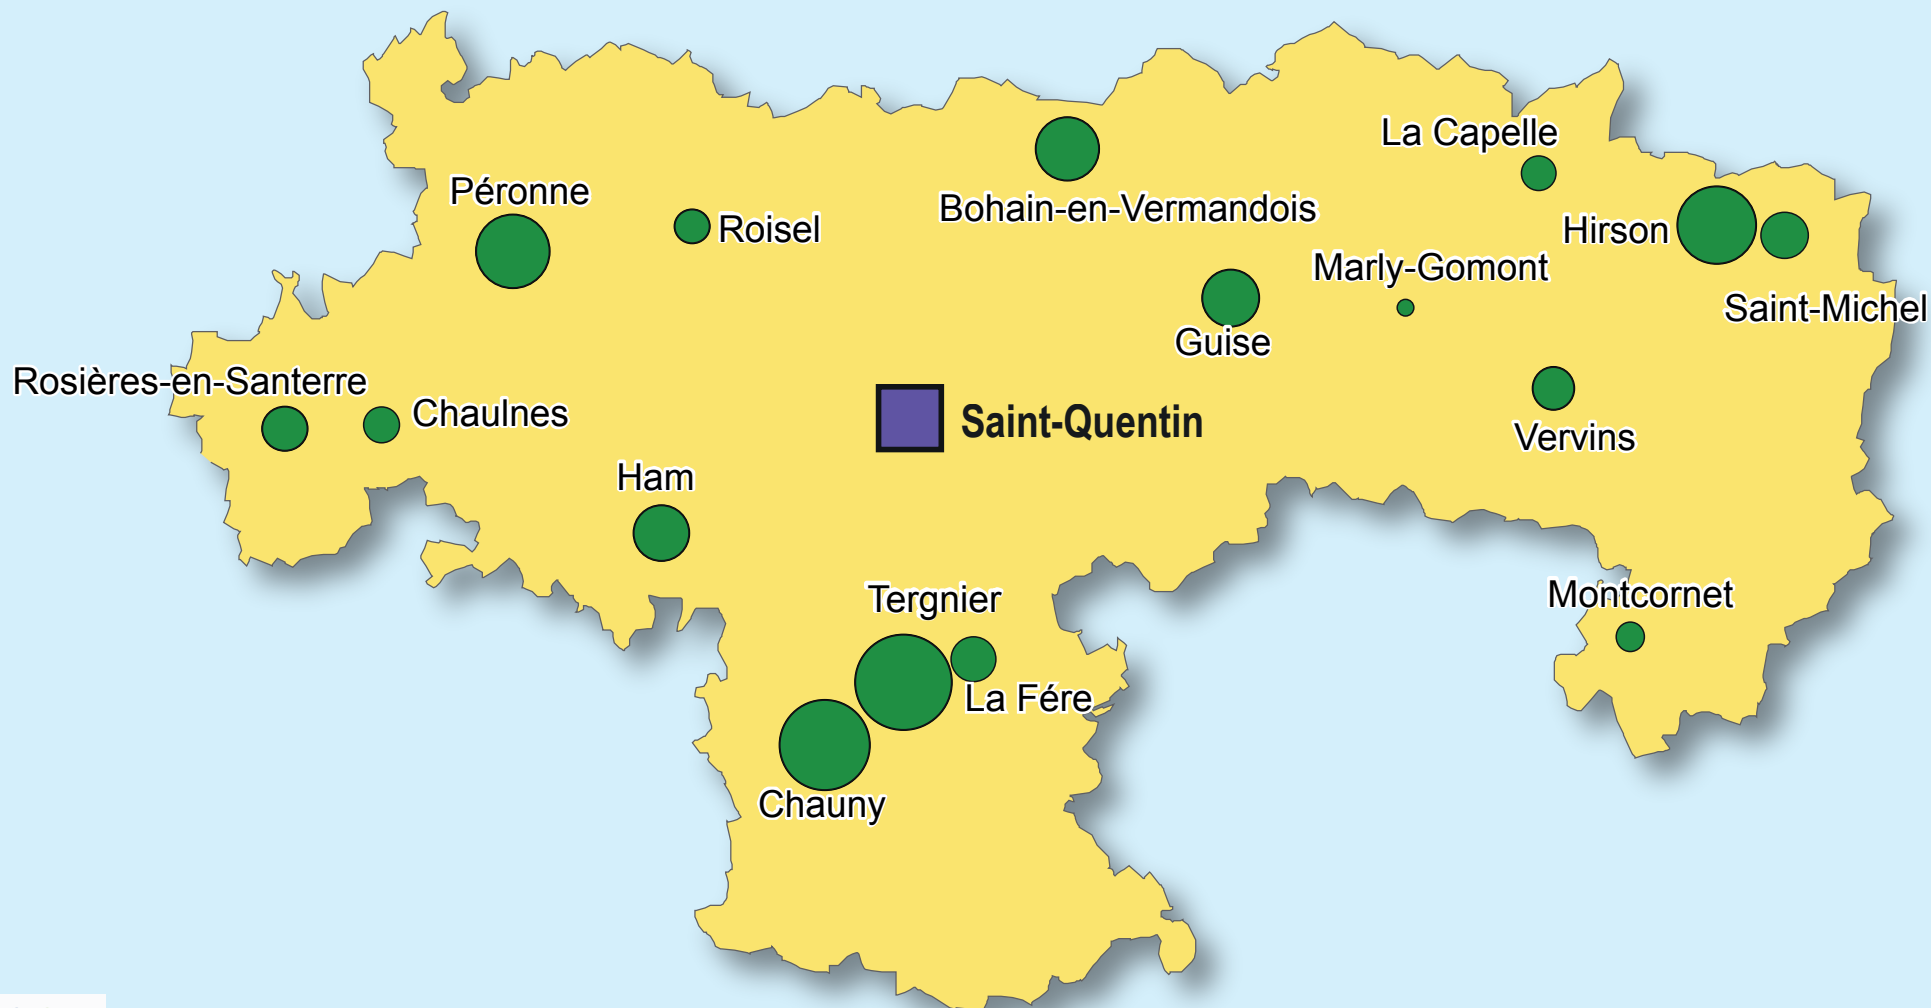 La Capelle
Péronne
Bohain-en-Vermandois
Roisel
Hirson
Marly-Gomont
Saint-Michel
Guise
Rosières-en-Santerre
Chaulnes
Saint-Quentin
Vervins
Ham
Montcornet
Tergnier
La Fére
Chauny